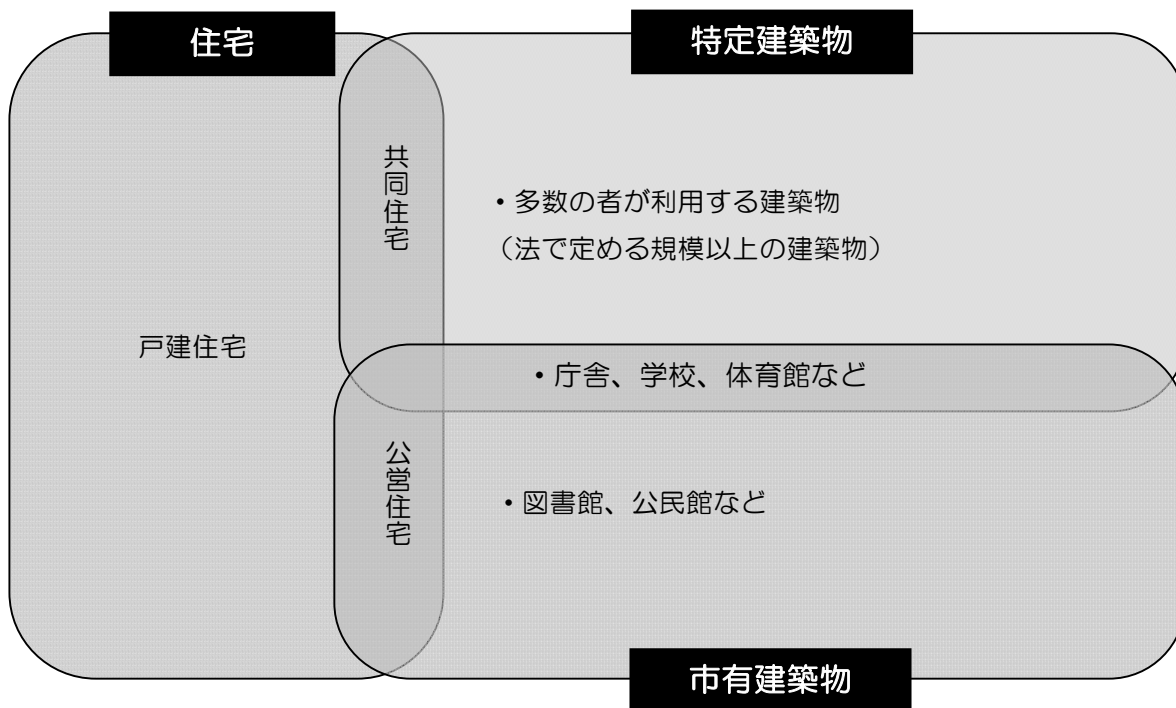 住宅
特定建築物
共同住宅
・多数の者が利用する建築物
（法で定める規模以上の建築物）
戸建住宅
・庁舎、学校、体育館など
公営住宅
・図書館、公民館など
市有建築物